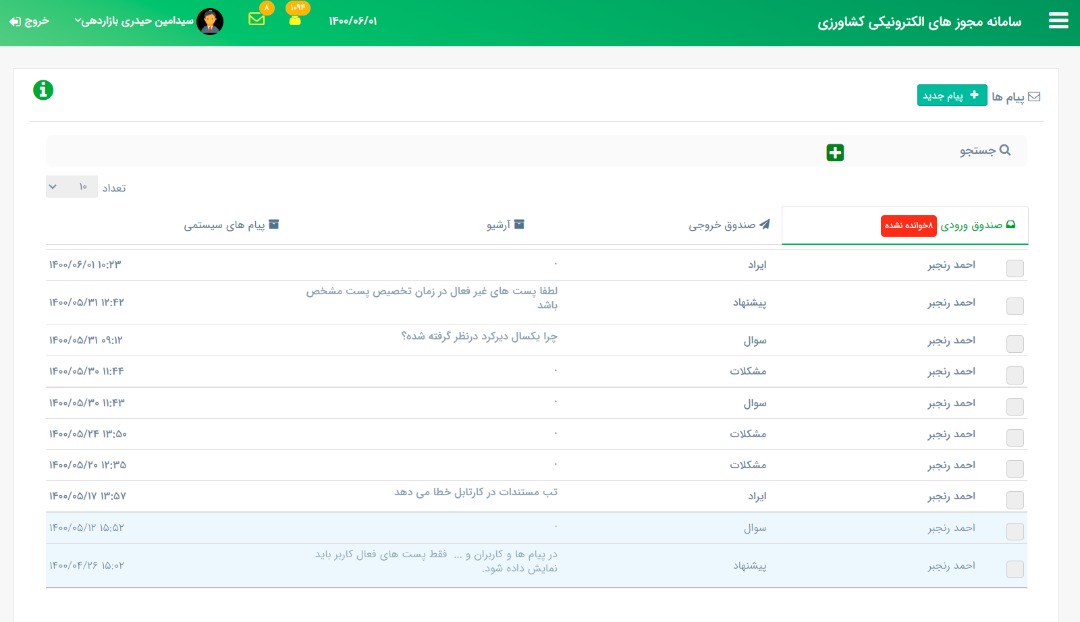 سامانه مجوز های الکترونیکی کشاورزی
۱۴۰۰/۰۶/۰۱
۱۰۹۴
۸
سیدامین حیدری بازاردهی
خروج
پیام ها
پیام جدید
جستجو
تعداد ۱۰
صندوق ورودی ۸خوانده نشده
صندوق خروجی
آرشیو
پیام های سیستمی
احمد رنجبر ایراد . ۱۴۰۰/۰۶/۰۱ ۱۰:۲۳
احمد رنجبر پیشنهاد لطفا پست های غیر فعال در زمان تخصیص پست مشخص
باشد ۱۴۰۰/۰۵/۳۱ ۱۲:۴۲
احمد رنجبر سوال چرا یکسال دیرکرد درنظر گرفته شده؟ ۱۴۰۰/۰۵/۳۱ ۰۹:۱۲
احمد رنجبر مشکلات . ۱۴۰۰/۰۵/۳۰ ۱۱:۴۴
احمد رنجبر سوال . ۱۴۰۰/۰۵/۳۰ ۱۱:۴۳
احمد رنجبر مشکلات . ۱۴۰۰/۰۵/۲۴ ۱۳:۵۰
احمد رنجبر مشکلات . ۱۴۰۰/۰۵/۲۰ ۱۲:۳۵
احمد رنجبر ایراد تب مستندات در کارتابل خطا می دهد ۱۴۰۰/۰۵/۱۷ ۱۳:۵۷
احمد رنجبر سوال . ۱۴۰۰/۰۵/۱۲ ۱۵:۵۲
احمد رنجبر پیشنهاد در پیام ها و کاربران و ... فقط پست های فعال کاربر باید
نمایش داده شود. ۱۴۰۰/۰۴/۲۶ ۱۵:۰۲